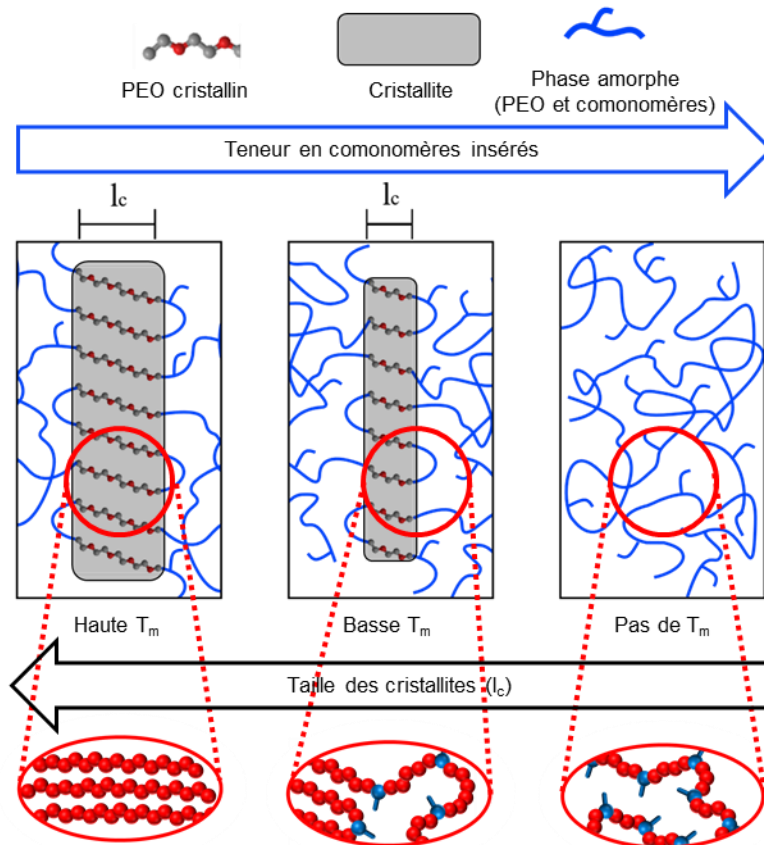 PEO cristallin
Cristallite
Phase amorphe
(PEO et comonomères)
Teneur en comonomères insérés
lc
lc
Haute Tm
Basse Tm
Pas de Tm
Taille des cristallites (lc)